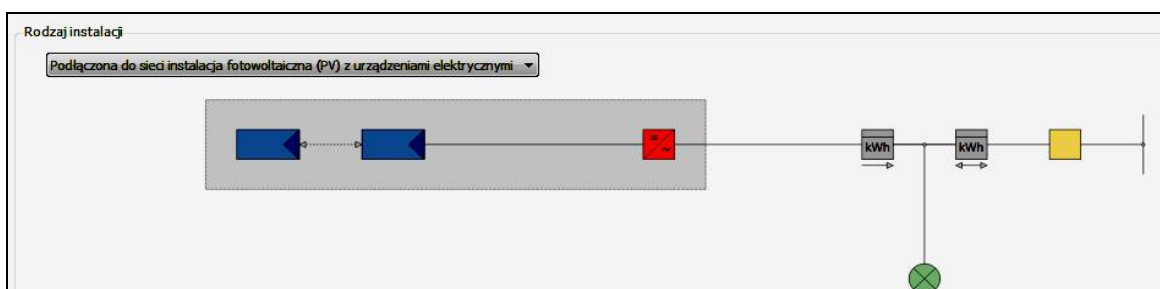 Rodzaj instalacji
Podłączona do sieci instalacja fotowoltaiczna (PV) z urządzeniami elektrycznymi
kWh kWh